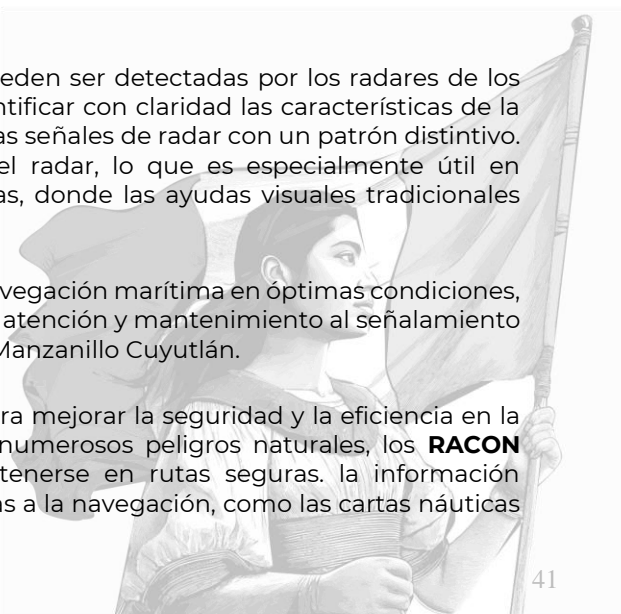 eden ser detectadas por los radares de los
ntificar con claridad las características de la
as señales de radar con un patrón distintivo.
el radar, lo que es especialmente útil en
as, donde las ayudas visuales tradicionales
vegación marítima en óptimas condiciones,
atención y mantenimiento al señalamiento
Manzanillo Cuyutlán.
ra mejorar la seguridad y la eficiencia en la
numerosos peligros naturales, los RACON
tenerse en rutas seguras. la información
as a la navegación, como las cartas náuticas
41